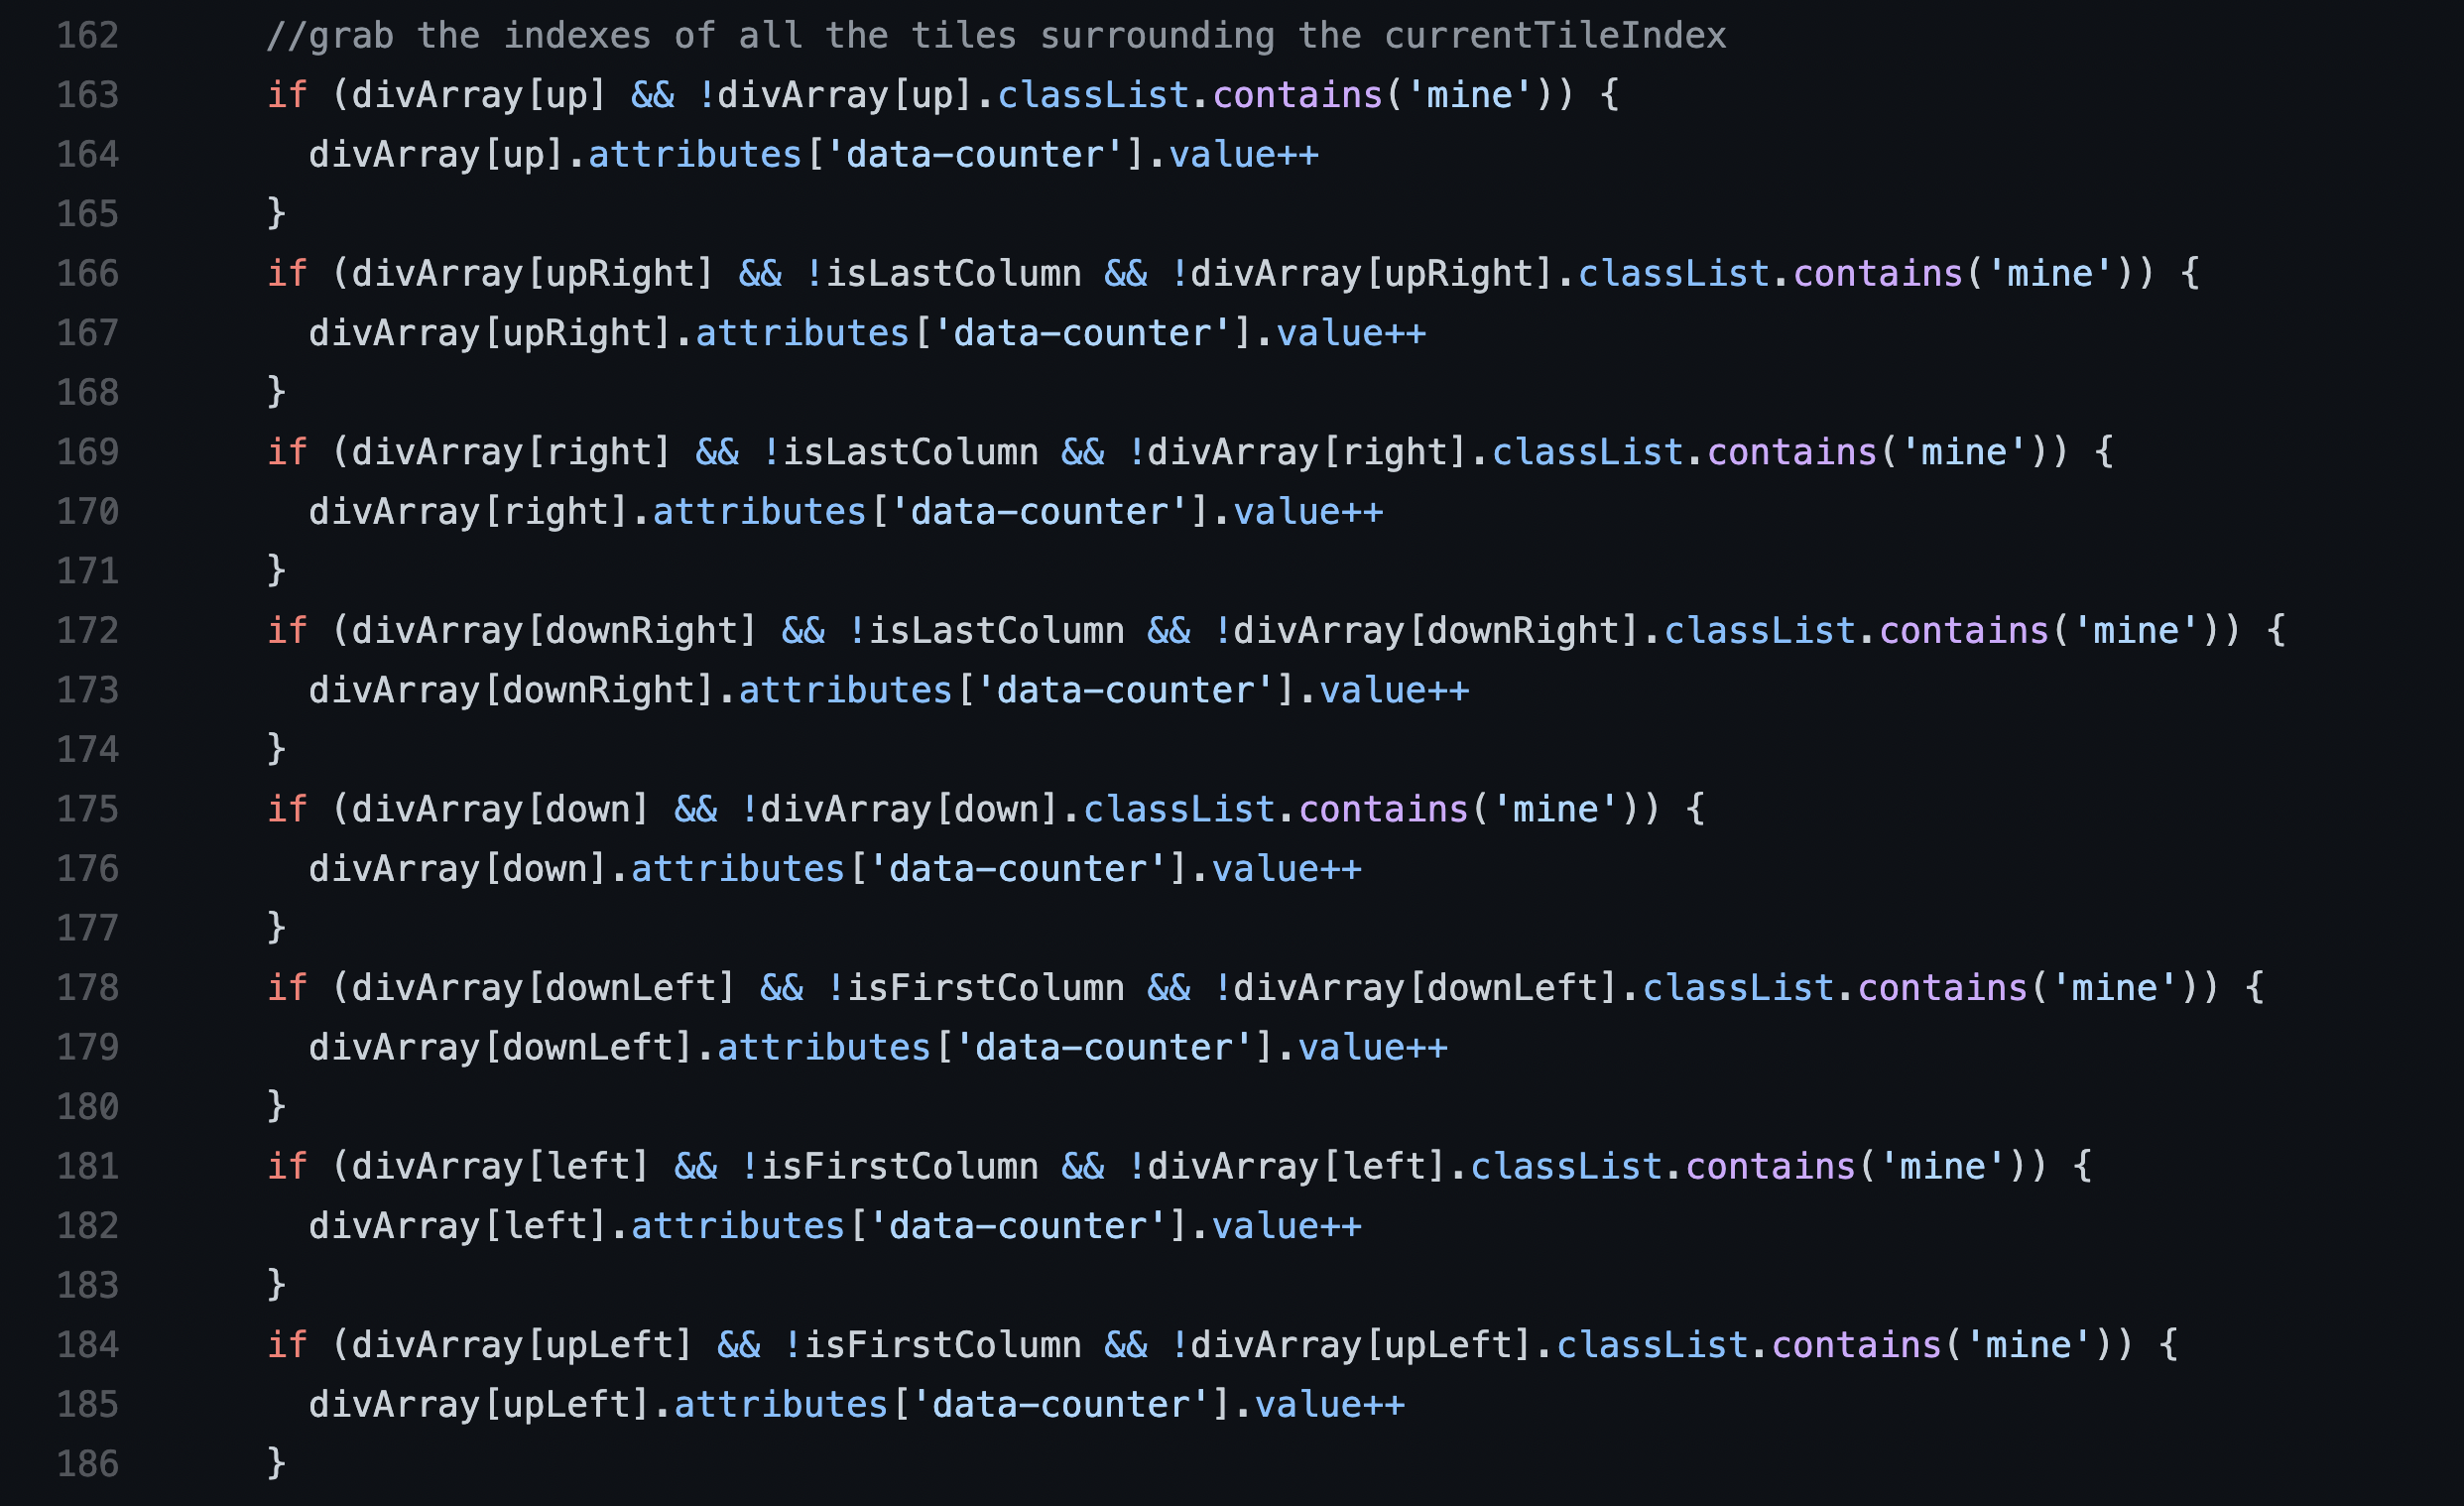 162 //grab the indexes of all the tiles surrounding the currentTileIndex
163 if (divArray[up] && !divArray[up].classList.contains('mine')) {
164 divArray[up].attributes['data-counter'].value++
165 }
166 if (divArray[upRight] && !isLastColumn && !divArray[upRight].classList.contains('mine')) {
167 divArray[upRight].attributes['data-counter'].value++
168 }
169 if (divArray[right] && !isLastColumn && !divArray[right].classList.contains('mine')) {
170 divArray[right].attributes['data-counter'].value++
171 }
172 if (divArray[downRight] && !isLastColumn && !divArray[downRight].classList.contains('mine')) {
173 divArray[downRight].attributes['data-counter'].value++
174 }
175 if (divArray[down] && !divArray[down].classList.contains('mine')) {
176 divArray[down].attributes['data-counter'].value++
177 }
178 if (divArray[downLeft] && !isFirstColumn && !divArray[downLeft].classList.contains('mine')) {
179 divArray[downLeft].attributes['data-counter'].value++
180 }
181 if (divArray[left] && !isFirstColumn && !divArray[left].classList.contains('mine')) {
182 divArray[left].attributes['data-counter'].value++
183 }
184 if (divArray[upLeft] && !isFirstColumn && !divArray[upLeft].classList.contains('mine')) {
185 divArray[upLeft].attributes['data-counter'].value++
186 }